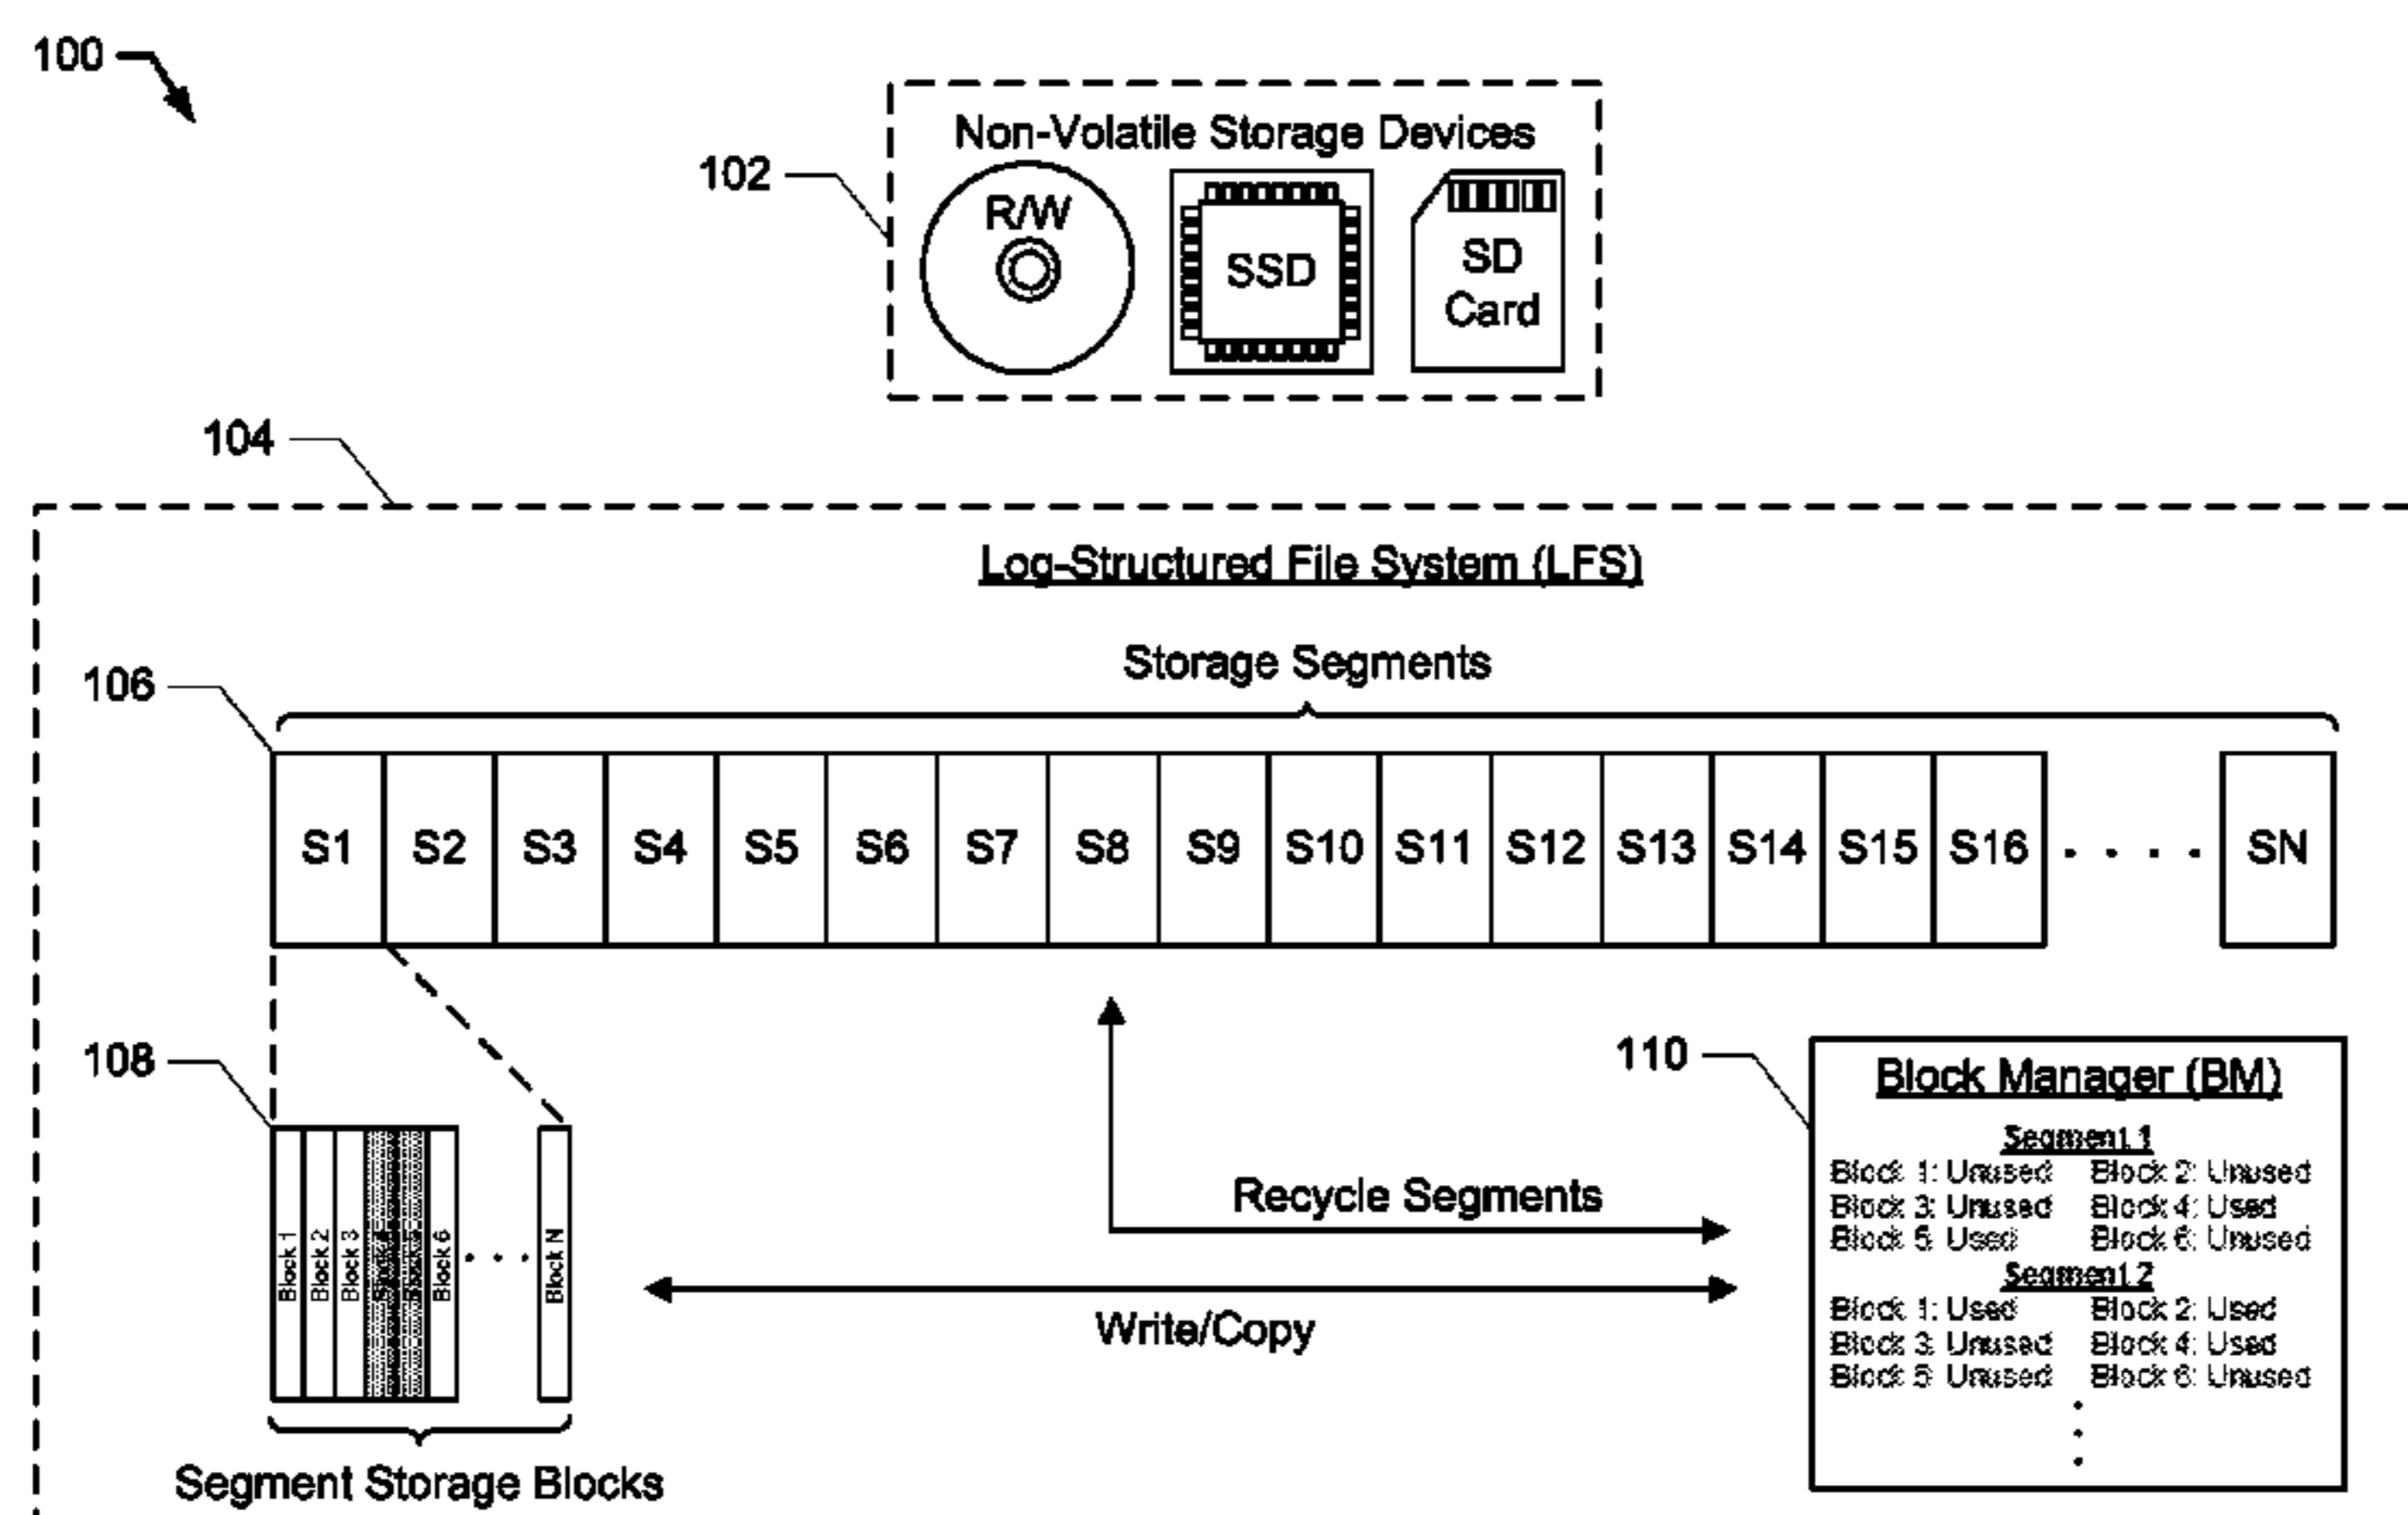 100
Non-Volatile Storage Devices
102
R/W
SSD
SD
Card
104
Log-Structured File System (LFS)
Storage Segments
106
S1 S2 S3 S4 S5 S6 S7 S8 S9 S10 S11 S12 S13 S14 S15 S16 . . . . SN
108
110
Block Manager (BM)
Segment 1
Block 1: Unused Block 2: Unused
Block 3: Unused Block 4: Used
Block 5: Used Block 6: Unused
Segment 2
Block 1: Used Block 2: Used
Block 3: Unused Block 4: Used
Block 5: Unused Block 6: Unused
Block 1
Block 2
Block 3
Block 6
. . .
Block N
Recycle Segments
Write/Copy
Segment Storage Blocks